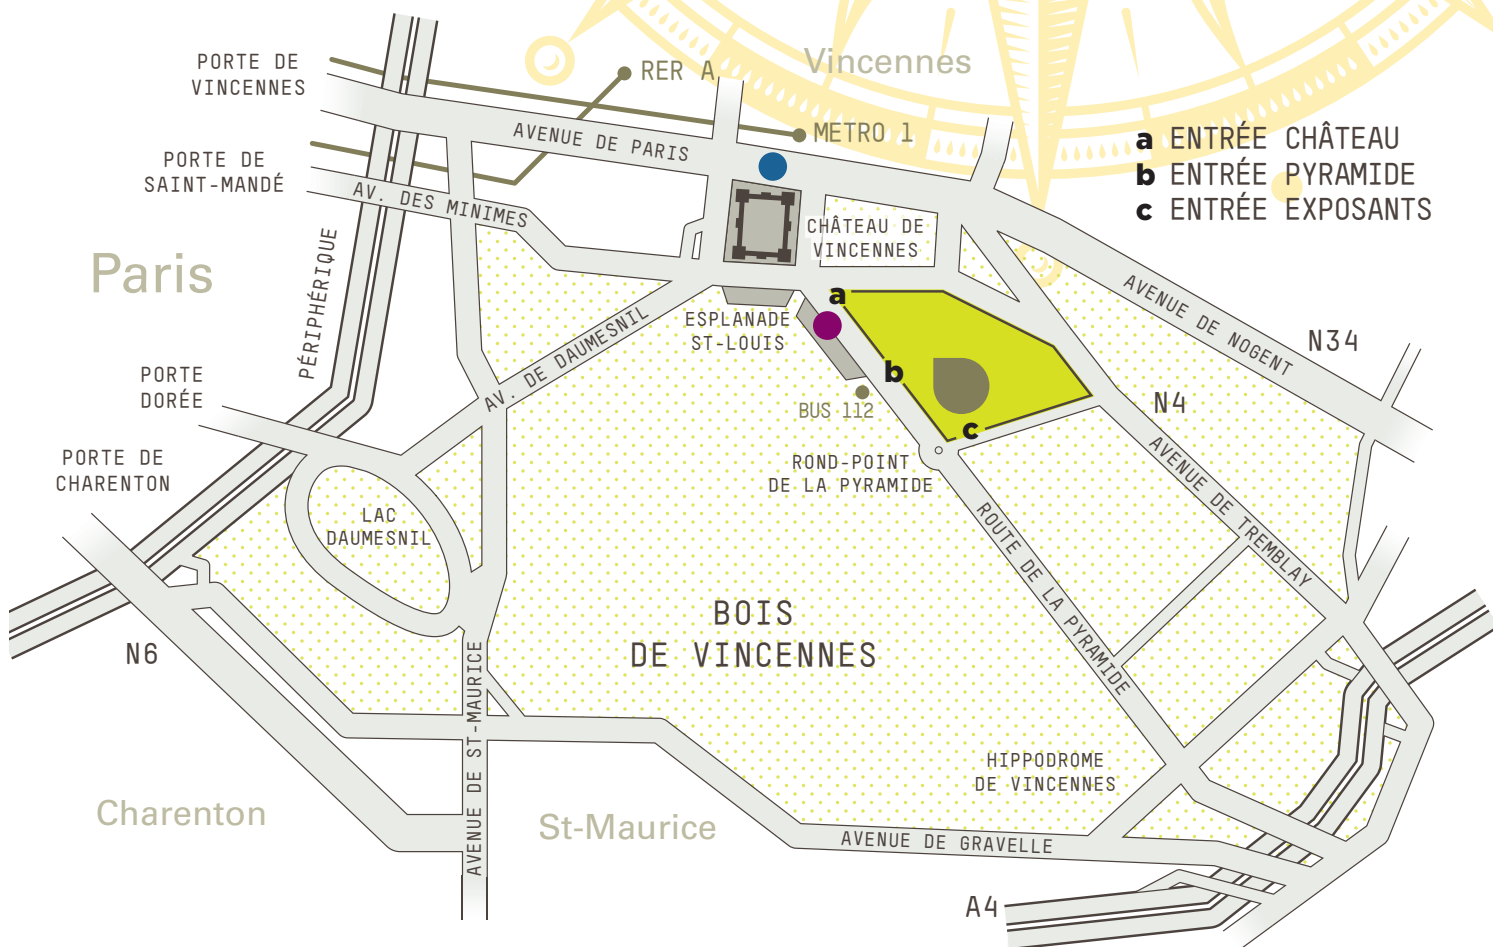 PORTE DE
VINCENNES
RER A
Vincennes
METRO 1
AVENUE DE PARIS
a ENTRÉE CHÂTEAU
b ENTRÉE PYRAMIDE
c ENTRÉE EXPOSANTS
PORTE DE
SAINT-MANDÉ
AV. DES MINIMES
CHÂTEAU DE
VINCENNES
Paris
PÉRIPHÉRIQUE
a
ESPLANADE
ST-LOUIS
AVENUE DE NOGENT
N34
AV. DE DAUMESNIL
b
PORTE
DORÉE
BUS 112
N4
c
PORTE DE
CHARENTON
ROND-POINT
DE LA PYRAMIDE
AVENUE DE TREMBLAY
LAC
DAUMESNIL
ROUTE DE LA PYRAMIDE
BOIS
DE VINCENNES
N6
AVENUE DE ST-MAURICE
HIPPODROME
DE VINCENNES
Charenton
St-Maurice
AVENUE DE GRAVELLE
A4